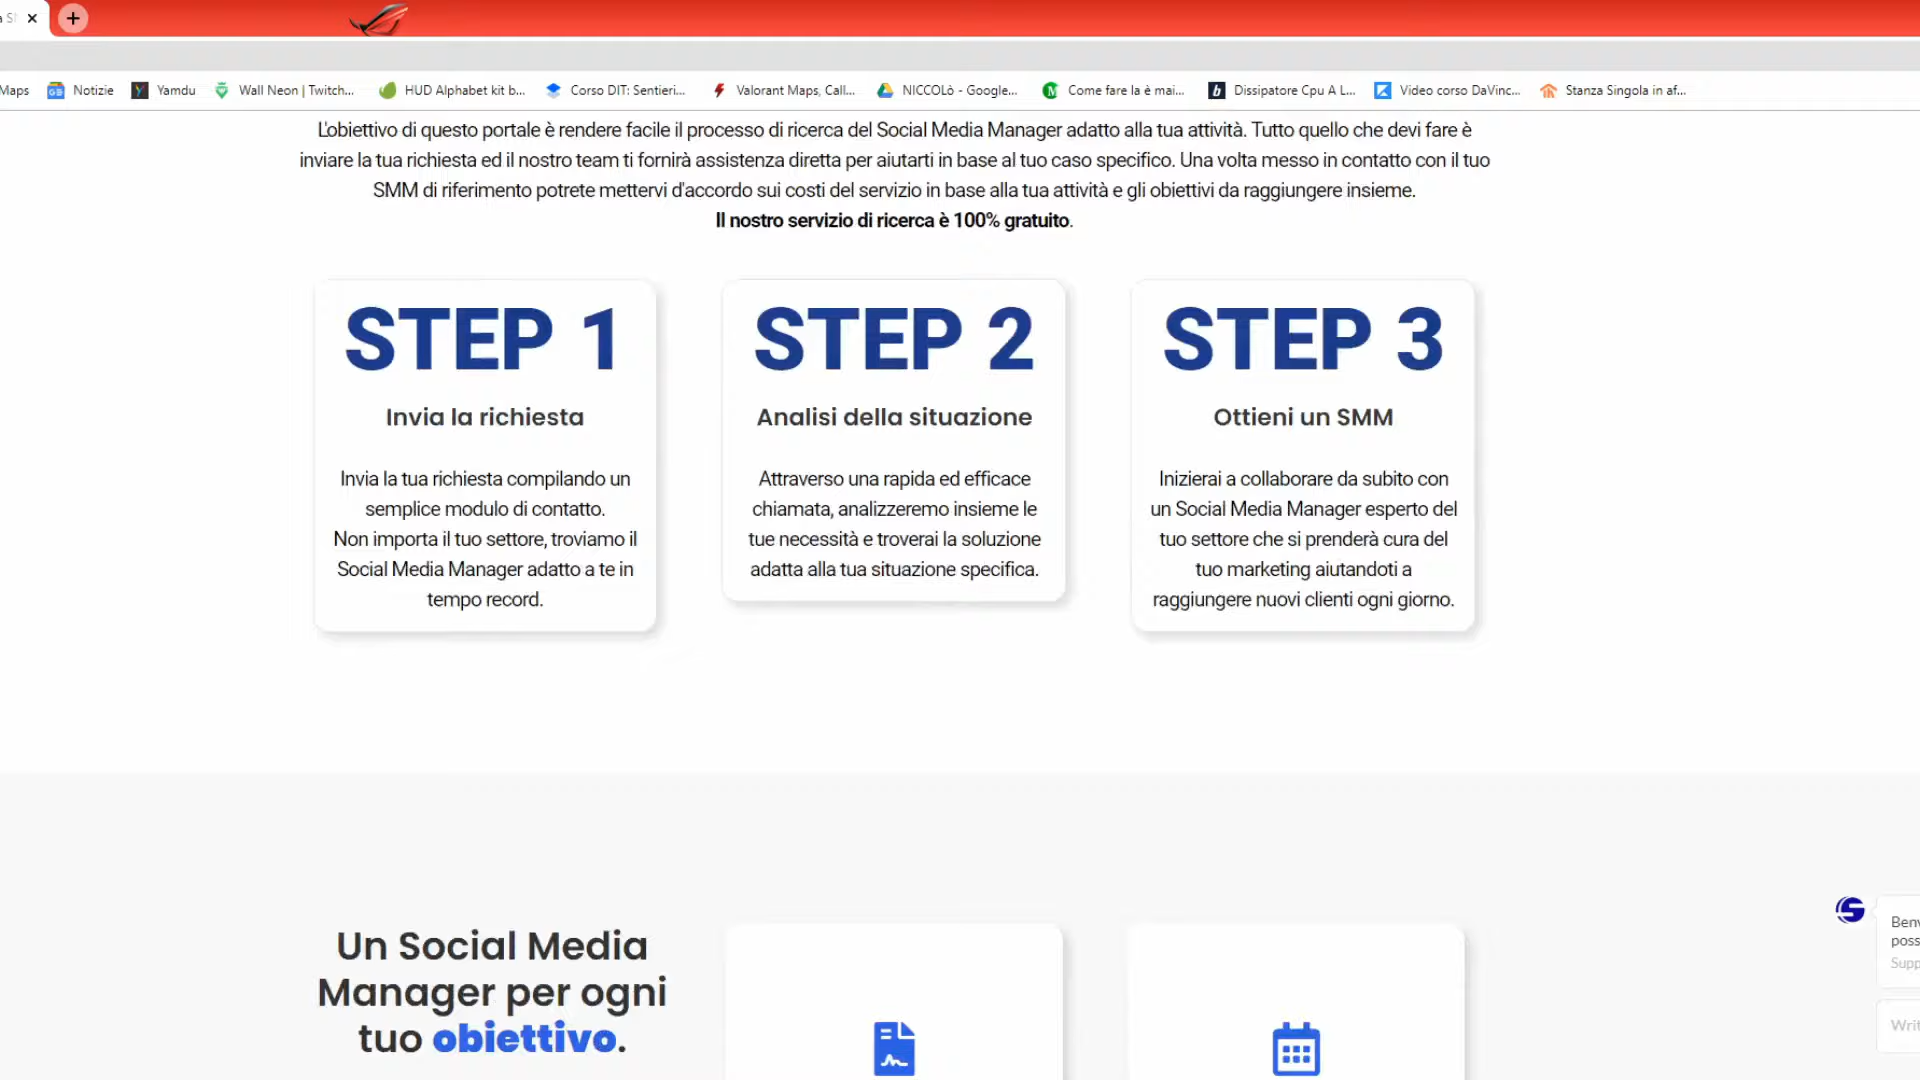 Maps Notizie Yamdu Wall Neon | Twitch... HUD Alphabet kit b... Corso DIT: Sentieri... Valorant Maps, Call... NICCOLò - Google... Come fare la è mai... Dissipatore Cpu A L... Video corso DaVinc... Stanza Singola in af...
L'obiettivo di questo portale è rendere facile il processo di ricerca del Social Media Manager adatto alla tua attività. Tutto quello che devi fare è
inviare la tua richiesta ed il nostro team ti fornirà assistenza diretta per aiutarti in base al tuo caso specifico. Una volta messo in contatto con il tuo
SMM di riferimento potrete mettervi d'accordo sui costi del servizio in base alla tua attività e gli obiettivi da raggiungere insieme.
Il nostro servizio di ricerca è 100% gratuito.
STEP 1
Invia la richiesta
Invia la tua richiesta compilando un
semplice modulo di contatto.
Non importa il tuo settore, troviamo il
Social Media Manager adatto a te in
tempo record.
STEP 2
Analisi della situazione
Attraverso una rapida ed efficace
chiamata, analizzeremo insieme le
tue necessità e troverai la soluzione
adatta alla tua situazione specifica.
STEP 3
Ottieni un SMM
Inizierai a collaborare da subito con
un Social Media Manager esperto del
tuo settore che si prenderà cura del
tuo marketing aiutandoti a
raggiungere nuovi clienti ogni giorno.
Un Social Media
Manager per ogni
tuo obiettivo.
Benv
poss
Supp
Writ